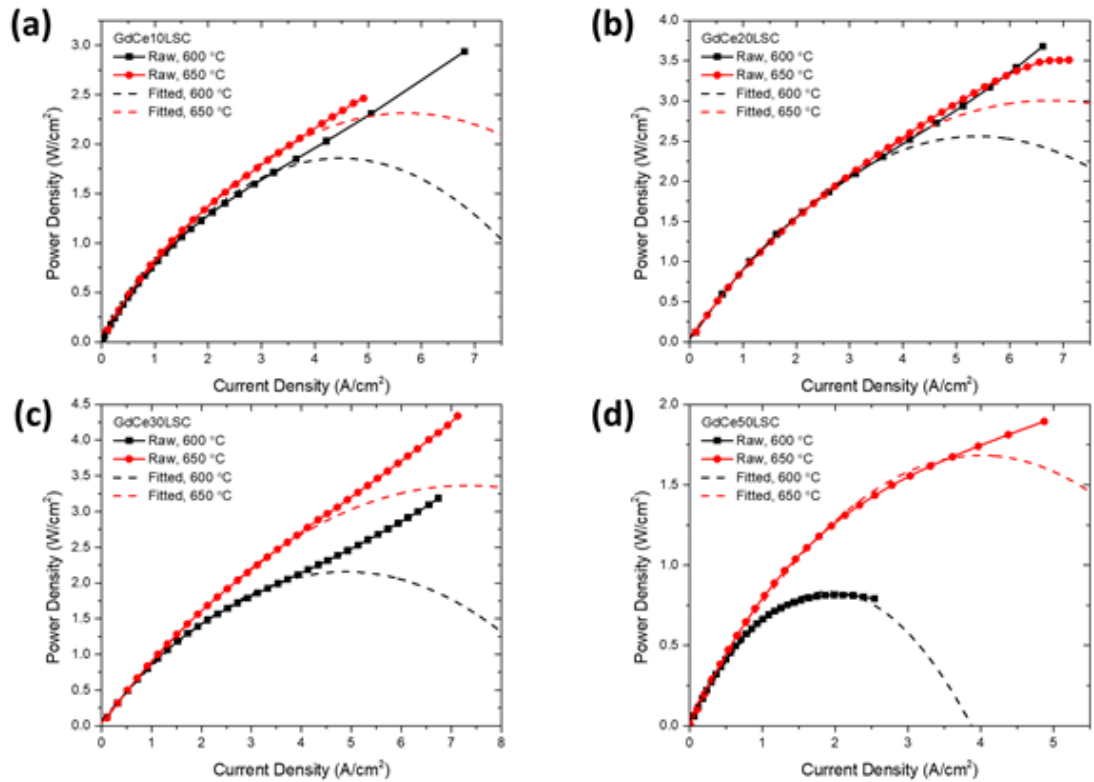 (a)
GdCe10LSC
Raw, 600 °C
Raw, 650 °C
Fitted, 600 °C
Fitted, 650 °C
Power Density (W/cm²)
3.0
2.5
2.0
1.5
1.0
0.5
0.0
0 1 2 3 4 5 6 7
Current Density (A/cm²)
(b)
GdCe20LSC
Raw, 600 °C
Raw, 650 °C
Fitted, 600 °C
Fitted, 650 °C
Power Density (W/cm²)
4.0
3.5
3.0
2.5
2.0
1.5
1.0
0.5
0.0
0 1 2 3 4 5 6 7
Current Density (A/cm²)
(c)
GdCe30LSC
Raw, 600 °C
Raw, 650 °C
Fitted, 600 °C
Fitted, 650 °C
Power Density (W/cm²)
4.5
4.0
3.5
3.0
2.5
2.0
1.5
1.0
0.5
0.0
0 1 2 3 4 5 6 7 8
Current Density (A/cm²)
(d)
GdCe50LSC
Raw, 600 °C
Raw, 650 °C
Fitted, 600 °C
Fitted, 650 °C
Power Density (W/cm²)
2.0
1.5
1.0
0.5
0.0
0 1 2 3 4 5
Current Density (A/cm²)